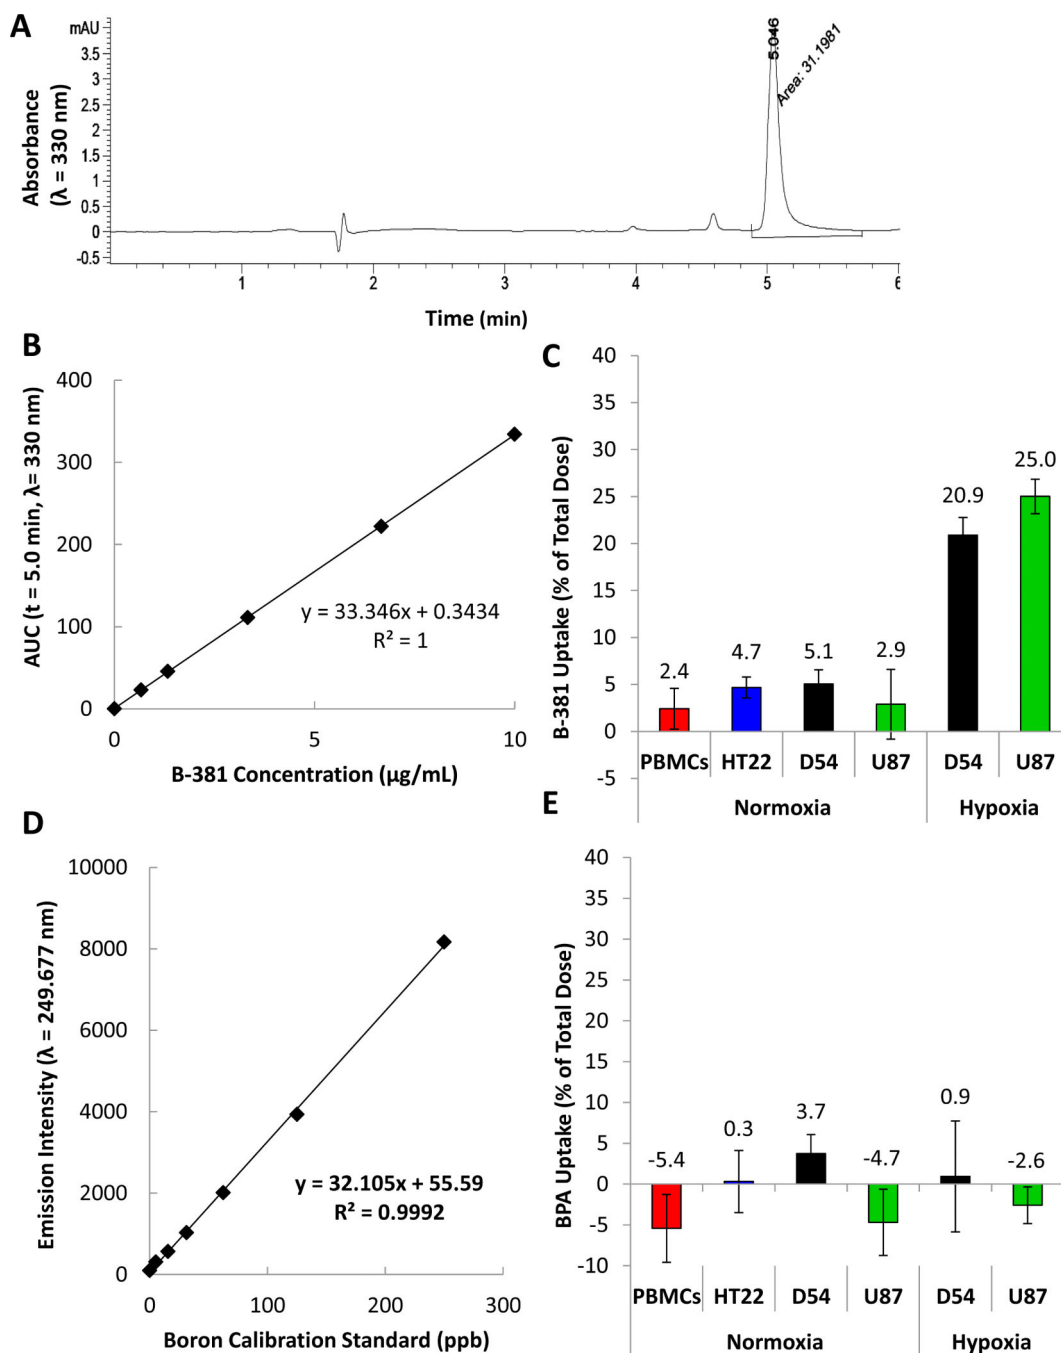 A
mAU
3.5
3
2.5
2
1.5
1
0.5
0
-0.5
Absorbance
(λ = 330 nm)
5.046
Area: 31.1981
1 2 3 4 5 6
Time (min)
B
AUC (t = 5.0 min, λ= 330 nm)
400
300
200
100
0
y = 33.346x + 0.3434
R² = 1
0 5 10
B-381 Concentration (µg/mL)
C
B-381 Uptake (% of Total Dose)
40
35
30
25
20
15
10
5
0
-5
2.4 4.7 5.1 2.9 20.9 25.0
PBMCs HT22 D54 U87 D54 U87
Normoxia Hypoxia
D
Emission Intensity (λ = 249.677 nm)
10000
8000
6000
4000
2000
0
y = 32.105x + 55.59
R² = 0.9992
0 100 200 300
Boron Calibration Standard (ppb)
E
BPA Uptake (% of Total Dose)
40
35
30
25
20
15
10
5
0
-5
-10
-5.4 0.3 3.7 -4.7 0.9 -2.6
PBMCs HT22 D54 U87 D54 U87
Normoxia Hypoxia